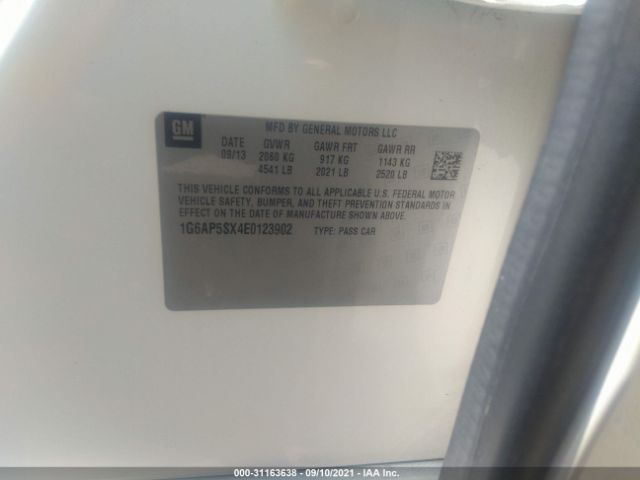 GM
MFD BY GENERAL MOTORS LLC
DATE GVWR GAWR FRT GAWR RR
09/13 2060 KG 917 KG 1143 KG
4541 LB 2021 LB 2520 LB
THIS VEHICLE CONFORMS TO ALL APPLICABLE U.S. FEDERAL MOTOR
VEHICLE SAFETY, BUMPER, AND THEFT PREVENTION STANDARDS IN
EFFECT ON THE DATE OF MANUFACTURE SHOWN ABOVE.
1G6AP5SX4E0123902 TYPE: PASS CAR
000-31163638 - 09/10/2021 - IAA Inc.